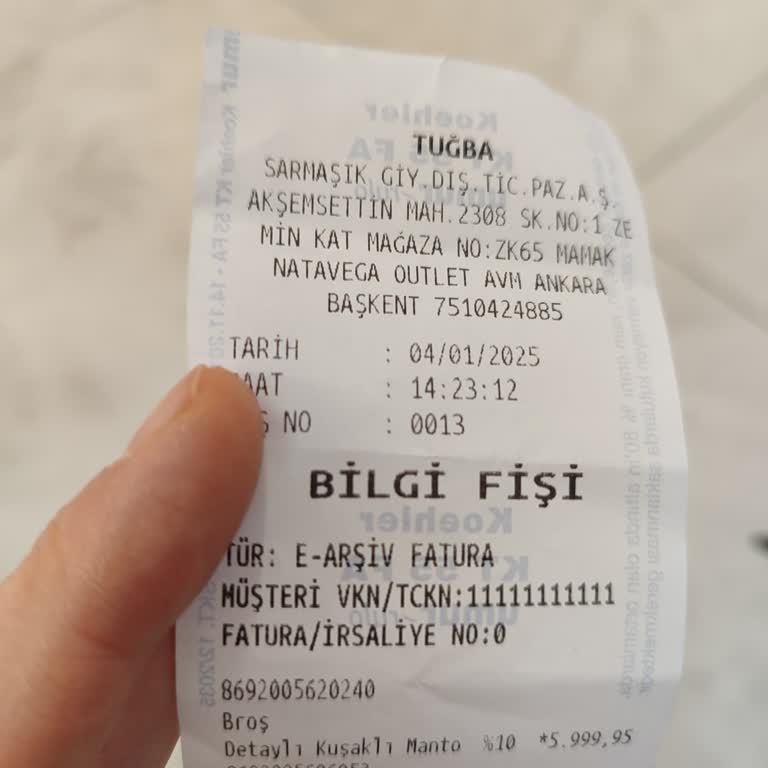 TUĞBA
SARMAŞIK GİY.DIŞ.TİC.PAZ.A.Ş.
AKŞEMSETTİN MAH.2308 SK.NO:1 ZE
MİN KAT MAĞAZA NO:ZK65 MAMAK
NATAVEGA OUTLET AVM ANKARA
BAŞKENT 7510424885
TARİH : 04/01/2025
: 14:23:12
NO : 0013
BİLGİ FİŞİ
TÜR: E-ARŞİV FATURA
MÜŞTERİ VKN/TCKN:11111111111
FATURA/İRSALİYE NO:0
8692005620240
Broş
Detaylı Kuşaklı Manto %10 *5.999,95